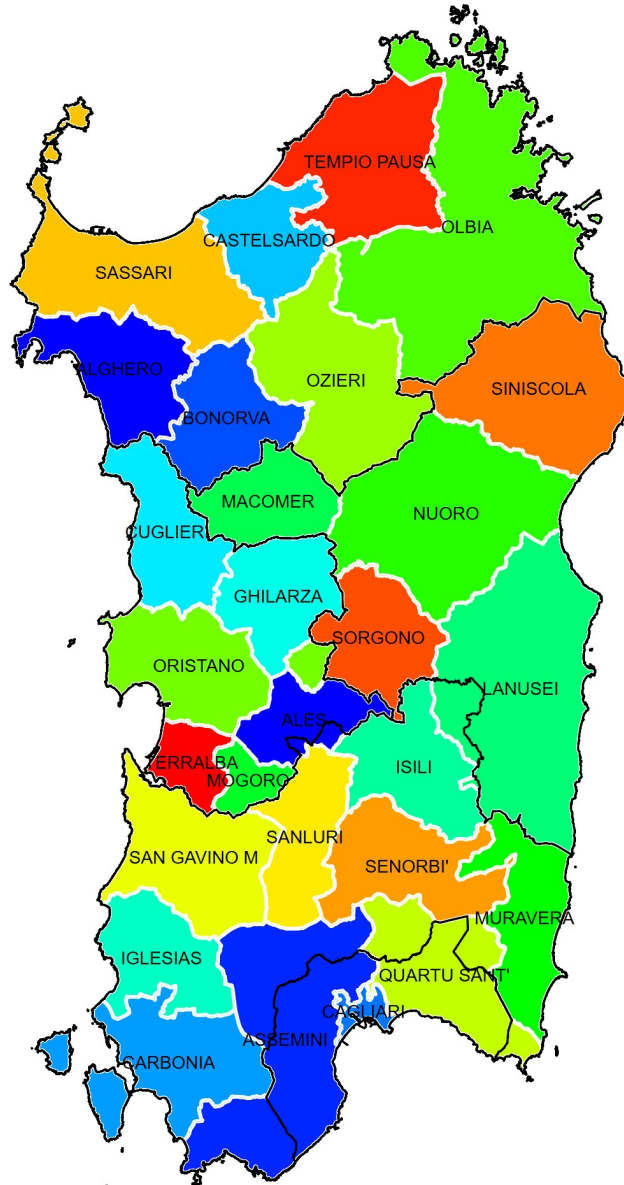 TEMPIO PAUSA
OLBIA
CASTELSARDO
SASSARI
ALGHERO
OZIERI
SINISCOLA
BONORVA
MACOMER
NUORO
CUGLIERI
GHILARZA
SORGONO
ORISTANO
LANUSEI
ALES
TERRALBA
ISILI
MOGORO
SANLURI
SAN GAVINO M
SENORBI'
MURAVERA
IGLESIAS
QUARTU SANT'
CAGLIARI
ASSEMINI
CARBONIA